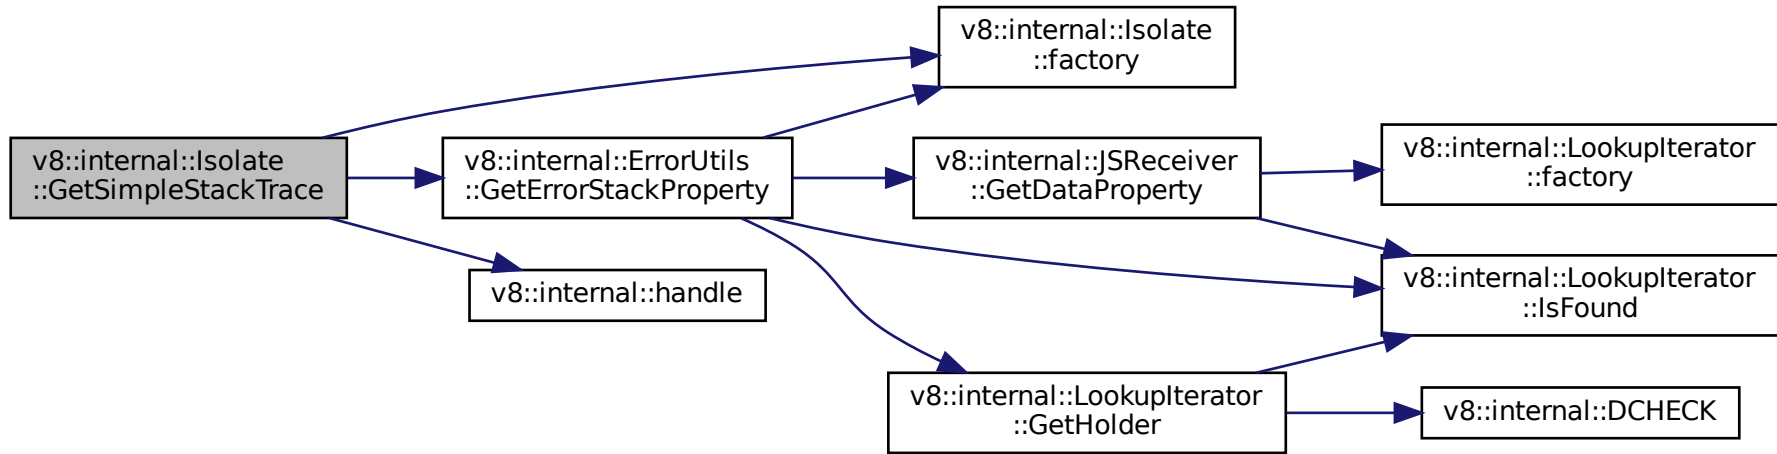 v8::internal::Isolate
::GetSimpleStackTrace
v8::internal::Isolate
::factory
v8::internal::ErrorUtils
::GetErrorStackProperty
v8::internal::handle
v8::internal::JSReceiver
::GetDataProperty
v8::internal::LookupIterator
::factory
v8::internal::LookupIterator
::IsFound
v8::internal::LookupIterator
::GetHolder
v8::internal::DCHECK